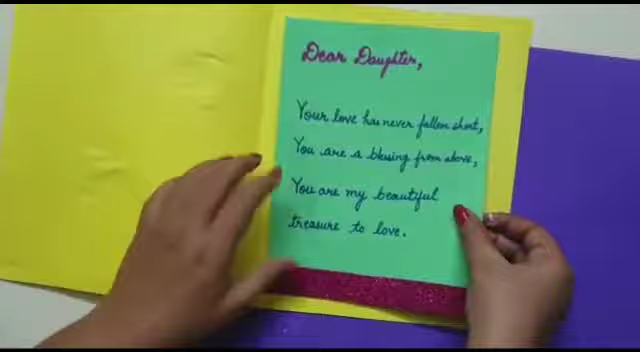 Dear Daughter,
Your love has never fallen short,
You are a blessing from above,
You are my beautiful
treasure to love.